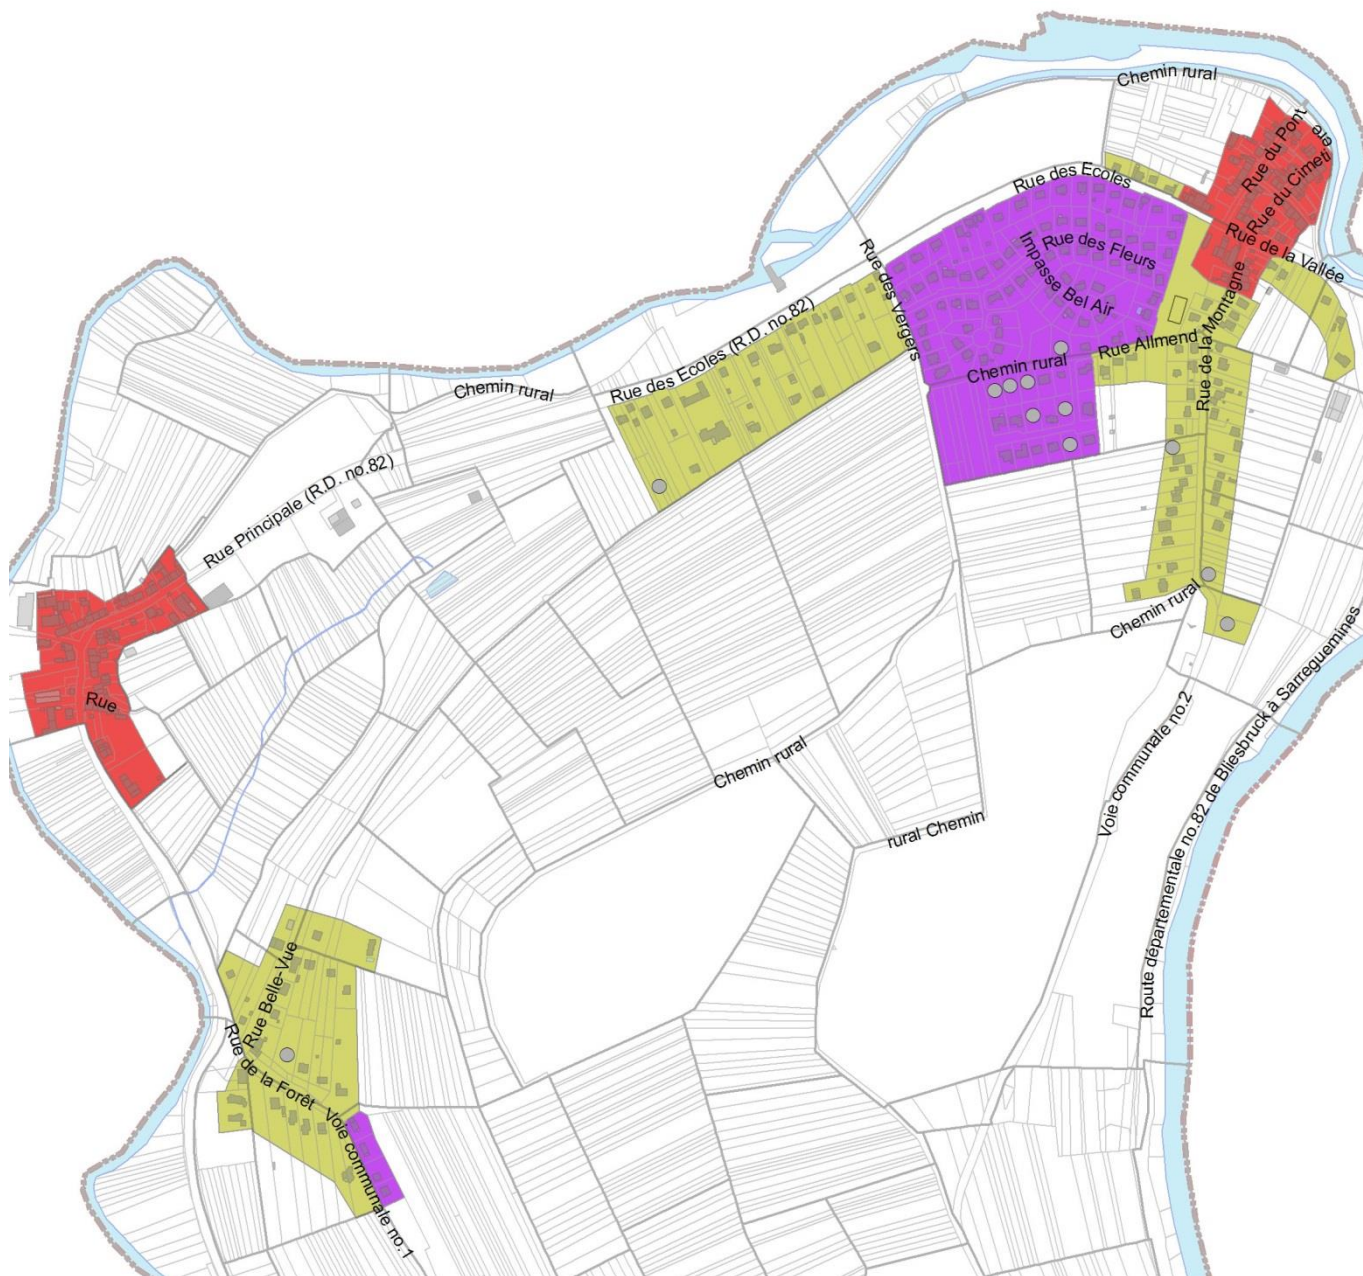 Chemin rural
Rue du Pont
Rue du Cimeti
ère
Rue des Ecoles
Rue des Fleurs
Impasse Bel Air
Rue de la Vallée
Rue des Vergers
Rue de la Montagne
Rue Allmend
Chemin rural
Rue des Ecoles (R.D. no.82)
Chemin rural
Rue Principale (R.D. no.82)
Chemin rural
Rue
Voie communale no.2
Route départementale no.82 de Bliesbruck à Sarreguemines
Chemin rural
rural Chemin
Rue Belle-Vue
Rue de la Forêt
Voie communale no.1